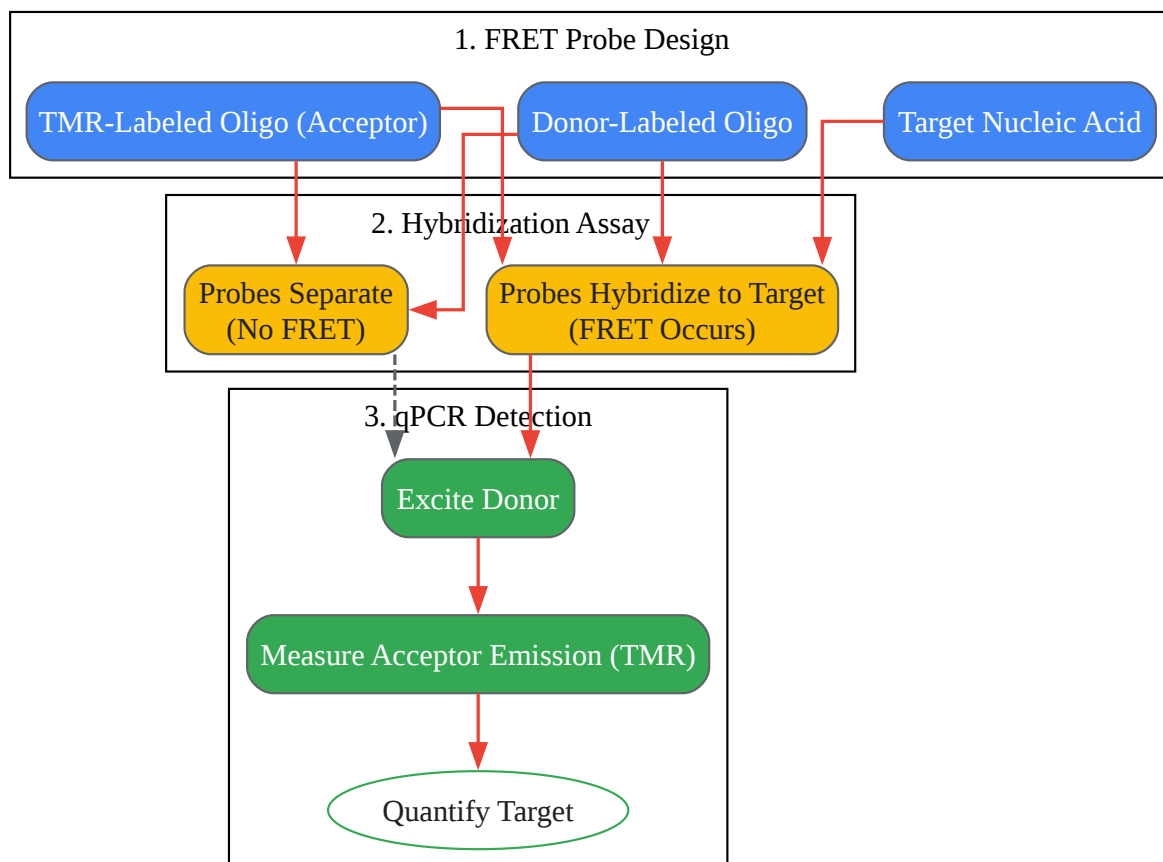 1. FRET Probe Design
TMR-Labeled Oligo (Acceptor)
Donor-Labeled Oligo
Target Nucleic Acid
2. Hybridization Assay
Probes Separate
(No FRET)
Probes Hybridize to Target
(FRET Occurs)
3. qPCR Detection
Excite Donor
Measure Acceptor Emission (TMR)
Quantify Target